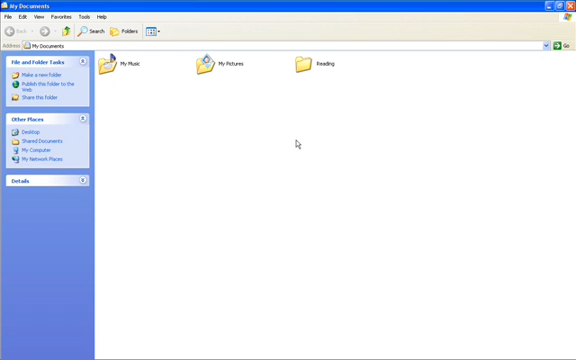 My Documents
File Edit View Favorites Tools Help
Back Search Folders
Address My Documents Go
File and Folder Tasks
Make a new folder
Publish this folder to the
Web
Share this folder
Other Places
Desktop
Shared Documents
My Computer
My Network Places
Details
My Music My Pictures Reading